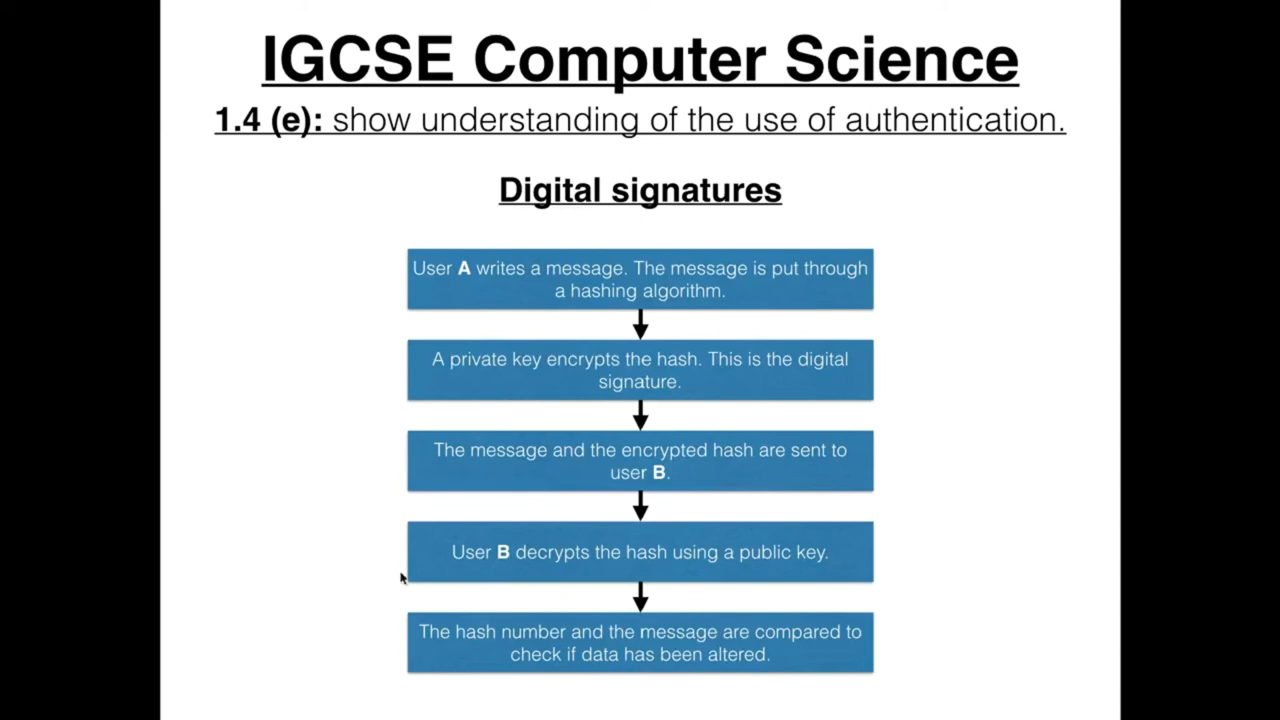 IGCSE Computer Science
1.4 (e): show understanding of the use of authentication.
Digital signatures
User A writes a message. The message is put through
a hashing algorithm.
A private key encrypts the hash. This is the digital
signature.
The message and the encrypted hash are sent to
user B.
User B decrypts the hash using a public key.
The hash number and the message are compared to
check if data has been altered.